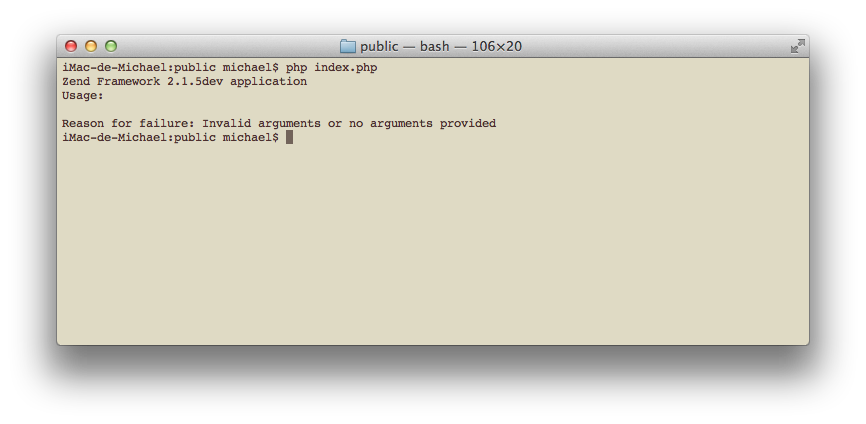 public — bash — 106×20
iMac-de-Michael:public michael$ php index.php
Zend Framework 2.1.5dev application
Usage:
Reason for failure: Invalid arguments or no arguments provided
iMac-de-Michael:public michael$